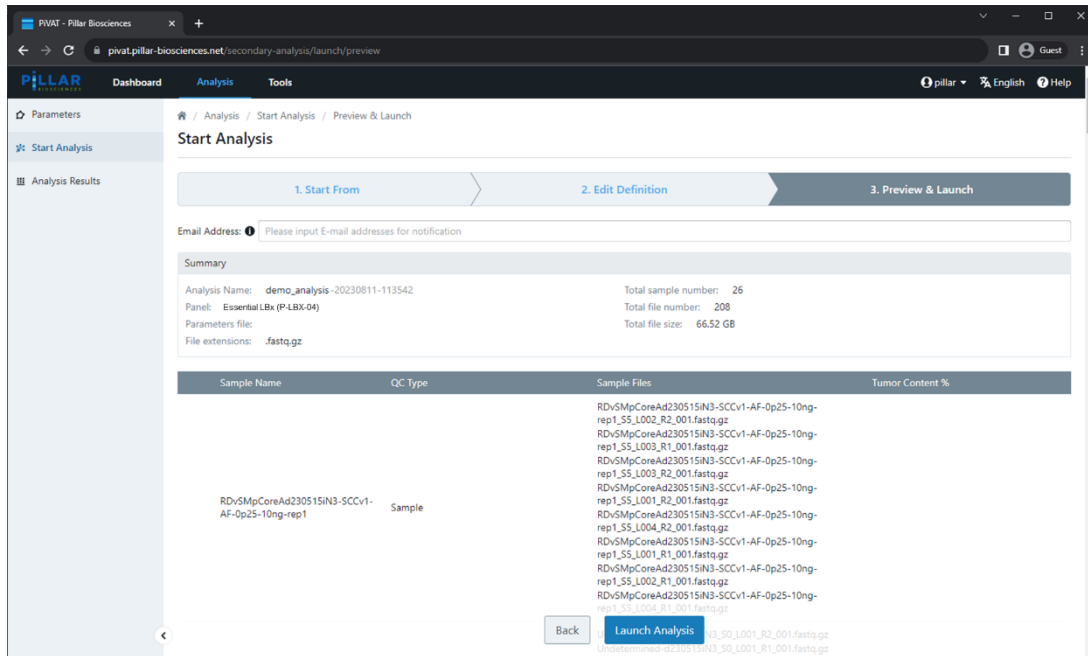 PiVAT - Pillar Biosciences
pivat.pillar-biosciences.net/secondary-analysis/launch/preview
Guest
PILLAR
BIOSCIENCES
Dashboard
Analysis
Tools
pillar
English
Help
Parameters
Start Analysis
Analysis Results
/ Analysis / Start Analysis / Preview & Launch
Start Analysis
1. Start From
2. Edit Definition
3. Preview & Launch
Email Address: Please input E-mail addresses for notification
Summary
Analysis Name: demo_analysis-20230811-113542
Panel: Essential LBx (P-LBX-04)
Parameters file:
File extensions: .fastq.gz
Total sample number: 26
Total file number: 208
Total file size: 66.52 GB
Sample Name QC Type Sample Files Tumor Content %
RDvSMpCoreAd230515iN3-SCCv1-
AF-0p25-10ng-rep1
Sample
RDvSMpCoreAd230515iN3-SCCv1-AF-0p25-10ng-
rep1_S5_L002_R2_001.fastq.gz
RDvSMpCoreAd230515iN3-SCCv1-AF-0p25-10ng-
rep1_S5_L003_R1_001.fastq.gz
RDvSMpCoreAd230515iN3-SCCv1-AF-0p25-10ng-
rep1_S5_L003_R2_001.fastq.gz
RDvSMpCoreAd230515iN3-SCCv1-AF-0p25-10ng-
rep1_S5_L001_R2_001.fastq.gz
RDvSMpCoreAd230515iN3-SCCv1-AF-0p25-10ng-
rep1_S5_L004_R2_001.fastq.gz
RDvSMpCoreAd230515iN3-SCCv1-AF-0p25-10ng-
rep1_S5_L001_R1_001.fastq.gz
RDvSMpCoreAd230515iN3-SCCv1-AF-0p25-10ng-
rep1_S5_L002_R1_001.fastq.gz
RDvSMpCoreAd230515iN3-SCCv1-AF-0p25-10ng-
rep1_S5_L004_R1_001.fastq.gz
Back
Launch Analysis
N3_S0_L001_R2_001.fastq.gz
Undetermined-d230515iN3_S0_L001_R1_001.fastq.gz